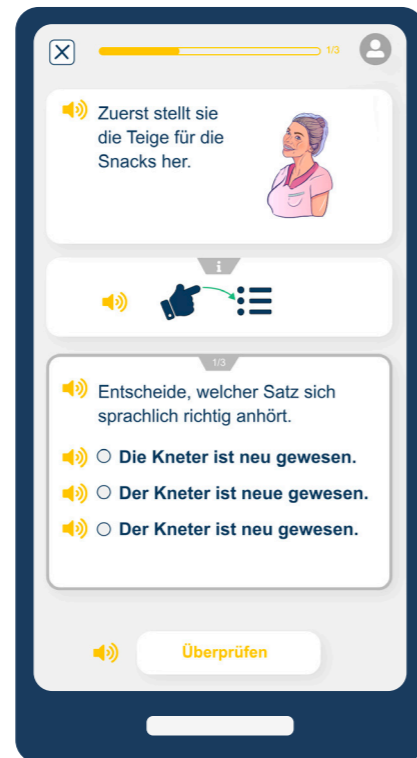 1/3
Zuerst stellt sie
die Teige für die
Snacks her.
i
1/3
Entscheide, welcher Satz sich
sprachlich richtig anhört.
Die Kneter ist neu gewesen.
Der Kneter ist neue gewesen.
Der Kneter ist neu gewesen.
Überprüfen